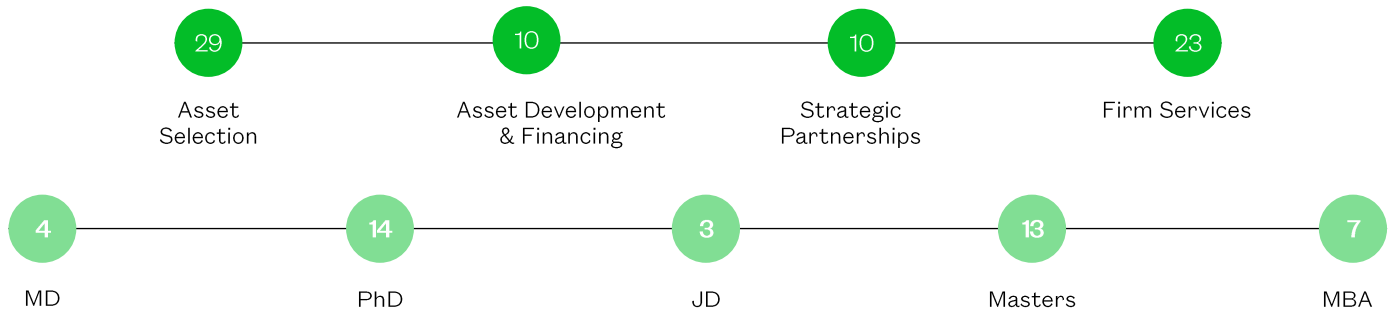 29
10
10
23
Asset
Selection
Asset Development
& Financing
Strategic
Partnerships
Firm Services
4
14
3
13
7
MD
PhD
JD
Masters
MBA